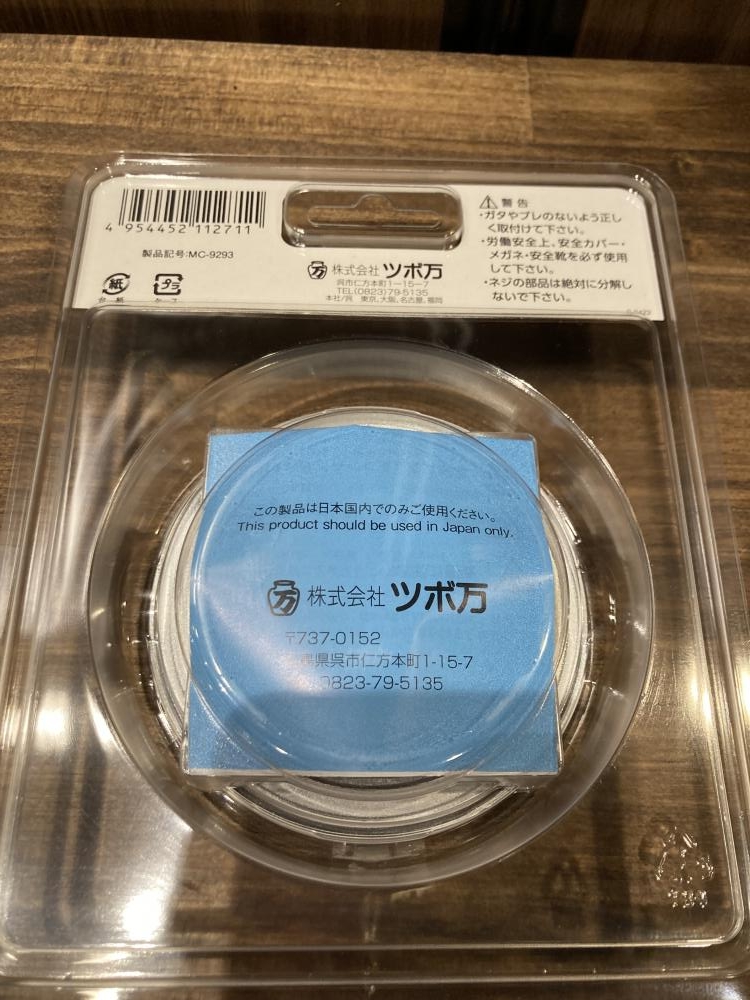 4 954452 112711
製品記号:MC-9293
紙
プラ
株式会社 ツボ万
呉市仁方本町1-15-7
TEL(0823)79-5135
本社/呉 東京,大阪,名古屋,福岡
警告
・ガタやブレのないよう正し
く取付けて下さい。
・労働安全上、安全カバー・
メガネ・安全靴を必ず使用
して下さい。
・ネジの部品は絶対に分解し
ないで下さい。
この製品は日本国内でのみご使用ください。
This product should be used in Japan only.
万 株式会社 ツボ万
〒737-0152
県呉市仁方本町1-15-7
0823-79-5135